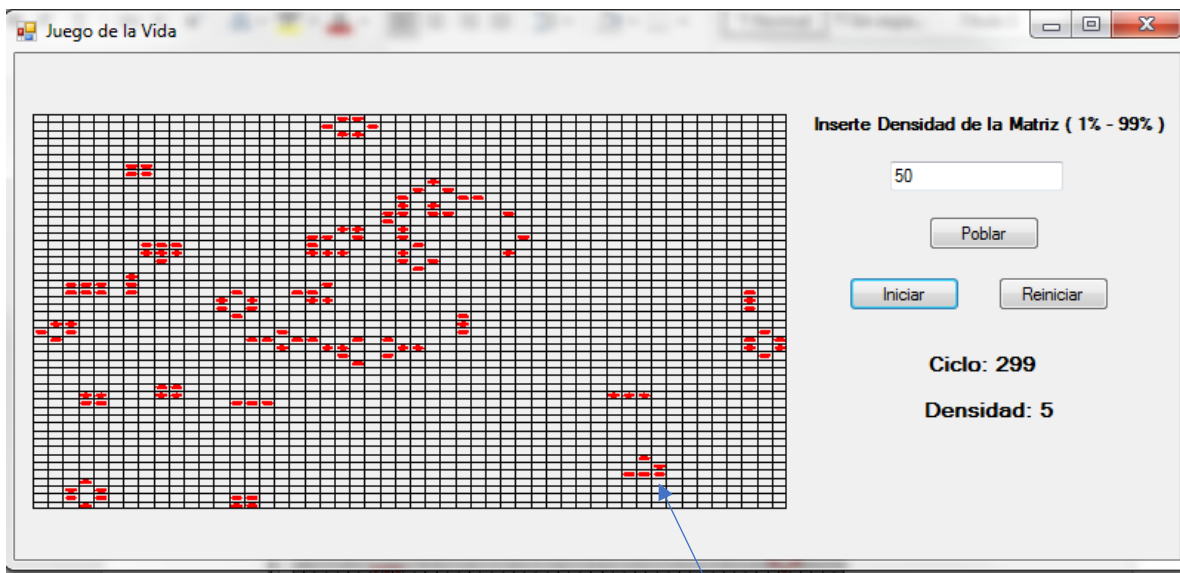 Juego de la Vida
Inserte Densidad de la Matriz ( 1% - 99% )
50
Poblar
Iniciar
Reiniciar
Ciclo: 299
Densidad: 5